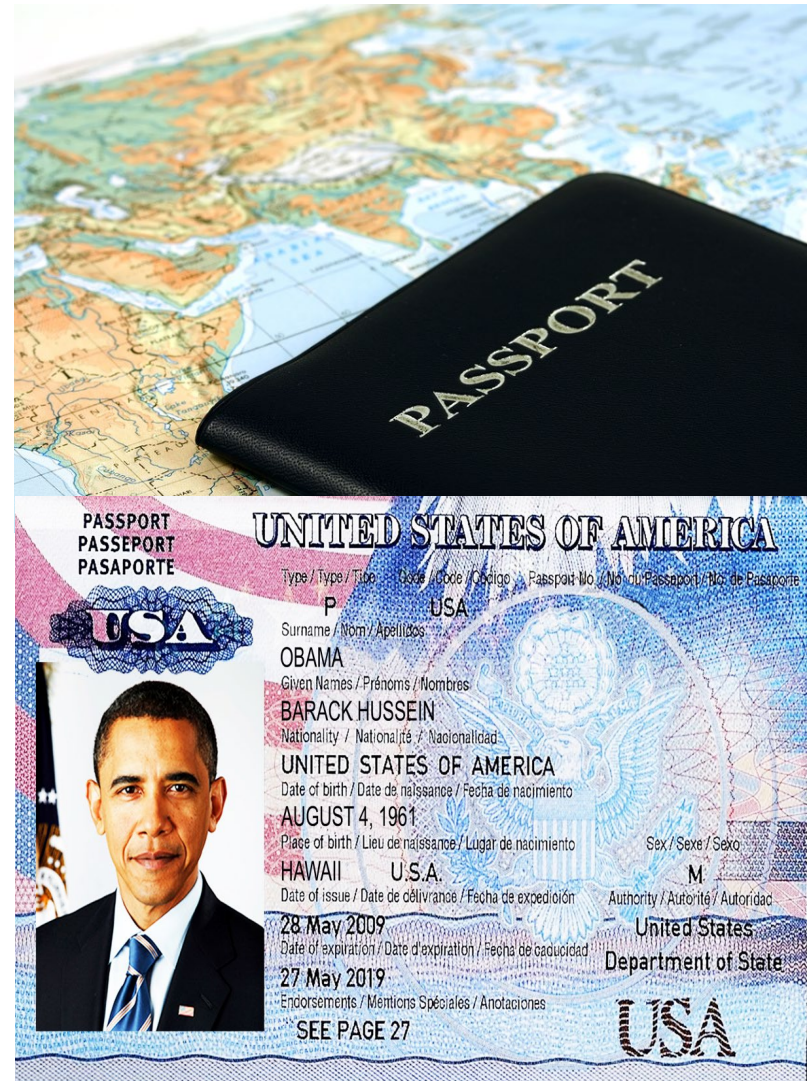 PASSPORT
PASSPORT
PASSEPORT
PASAPORTE
USA
UNITED STATES OF AMERICA
Type / Type / Tipo Code / Code / Código Passport No / No du Passeport / No. de Pasaporte
P USA
Surname / Nom / Apellidos
OBAMA
Given Names / Prénoms / Nombres
BARACK HUSSEIN
Nationality / Nationalité / Nacionalidad
UNITED STATES OF AMERICA
Date of birth / Date de naissance / Fecha de nacimiento
AUGUST 4, 1961
Place of birth / Lieu de naissance / Lugar de nacimiento Sex / Sexe / Sexo
HAWAII U.S.A. M
Date of issue / Date de délivrance / Fecha de expedición Authority / Autorité / Autoridad
28 May 2009 United States
Date of expiration / Date d'expiration / Fecha de caducidad Department of State
27 May 2019
Endorsements / Mentions Spéciales / Anotaciones
SEE PAGE 27
USA